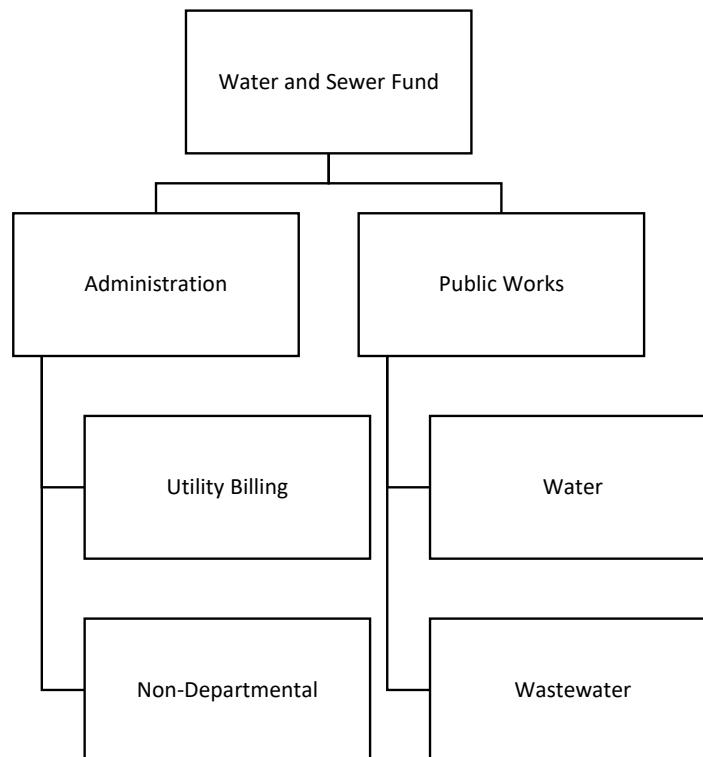 Water and Sewer Fund
Administration
Public Works
Utility Billing
Water
Non-Departmental
Wastewater